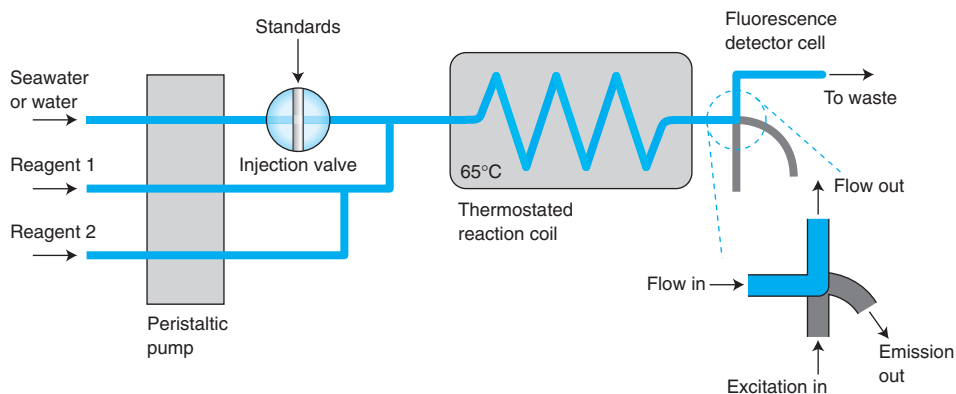 Standards
Fluorescence
detector cell
Seawater
or water
To waste
Injection valve
Reagent 1
65°C
Thermostated
reaction coil
Flow out
Reagent 2
Flow in
Peristaltic
pump
Emission
out
Excitation in